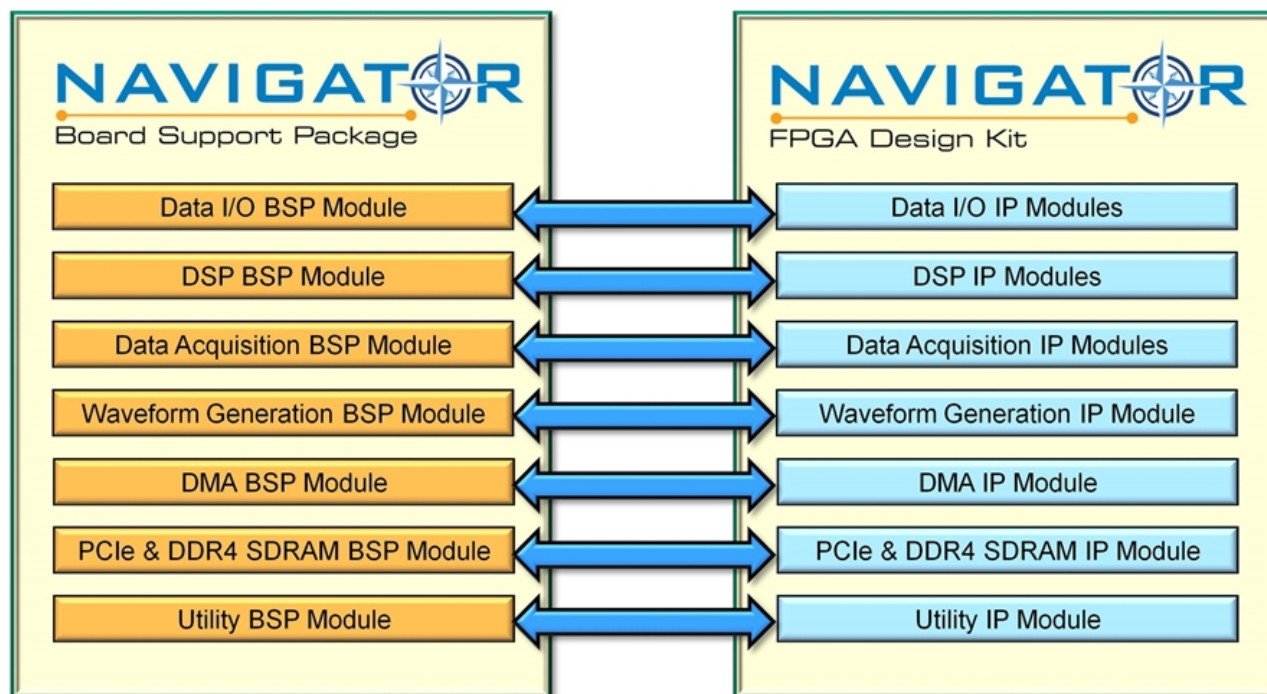 NAVIGATOR
Board Support Package
Data I/O BSP Module
DSP BSP Module
Data Acquisition BSP Module
Waveform Generation BSP Module
DMA BSP Module
PCIe & DDR4 SDRAM BSP Module
Utility BSP Module
NAVIGATOR
FPGA Design Kit
Data I/O IP Modules
DSP IP Modules
Data Acquisition IP Modules
Waveform Generation IP Module
DMA IP Module
PCIe & DDR4 SDRAM IP Module
Utility IP Module